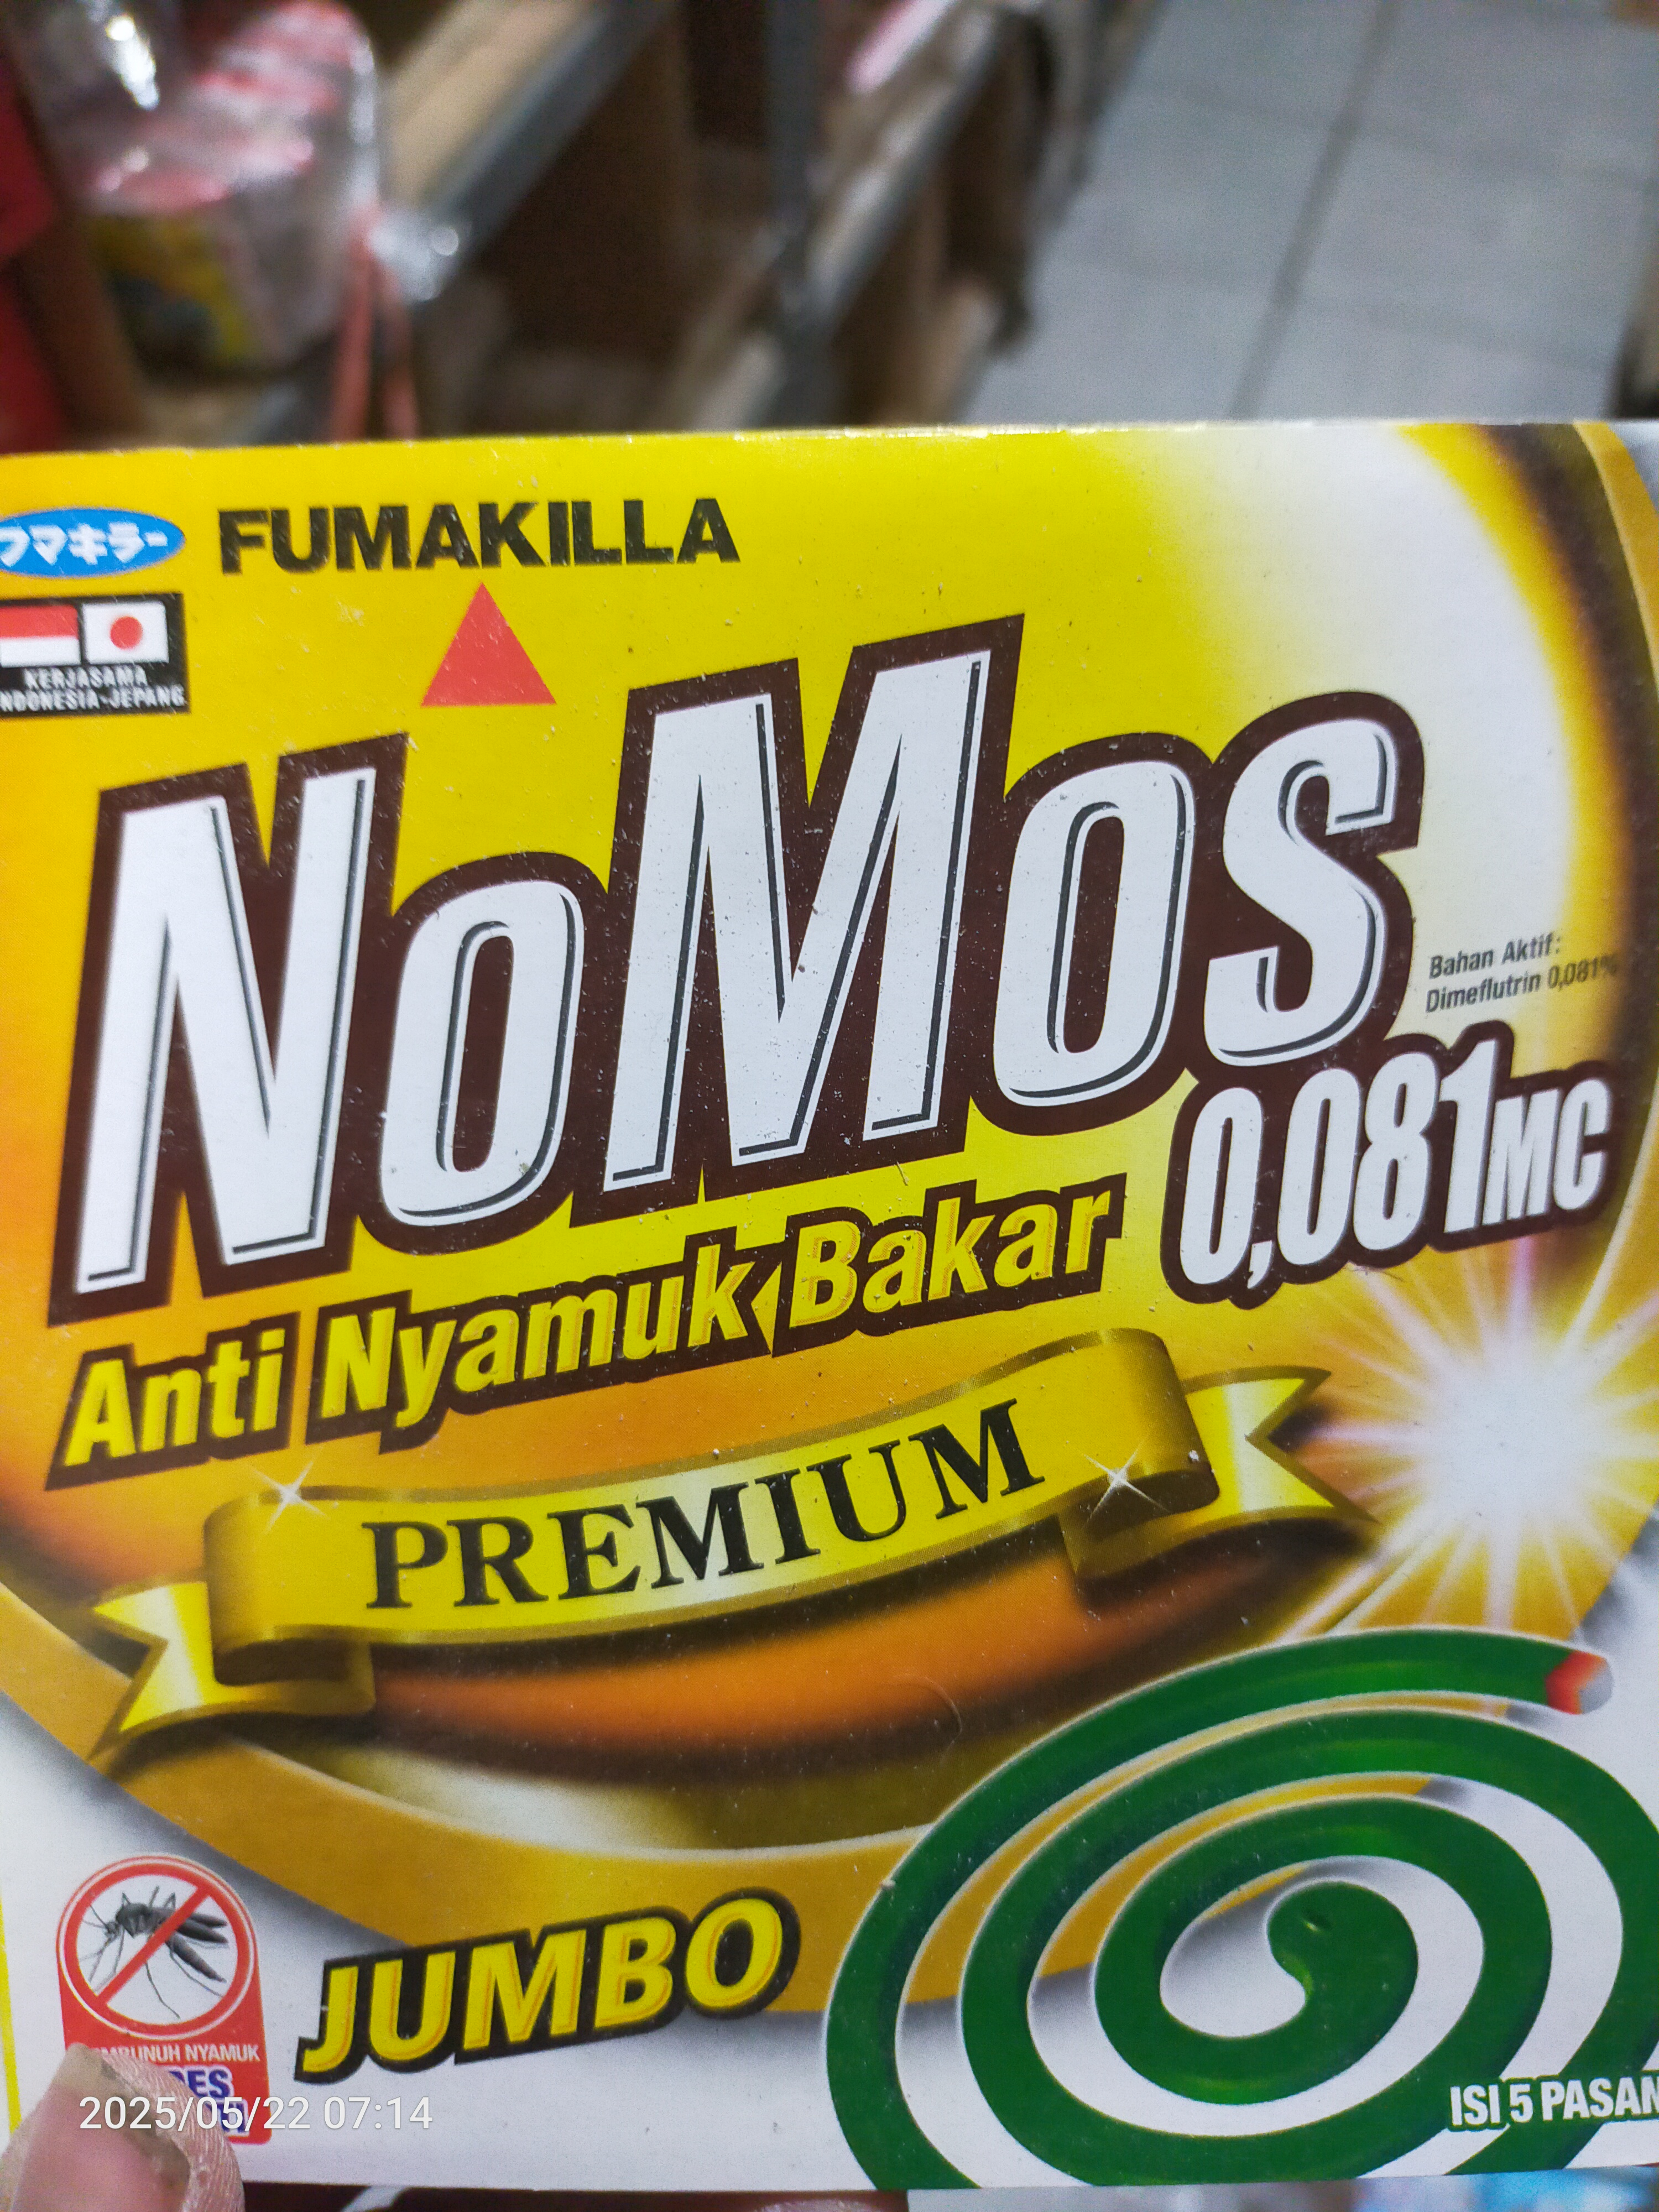 フマキラー FUMAKILLA
KERJASAMA
INDONESIA-JEPANG
NoMos
Bahan Aktif:
Dimeflutrin 0,081%
0,081MC
Anti Nyamuk Bakar
PREMIUM
JUMBO
NYAMUK
ISI 5 PASAN
2025/05/22 07:14